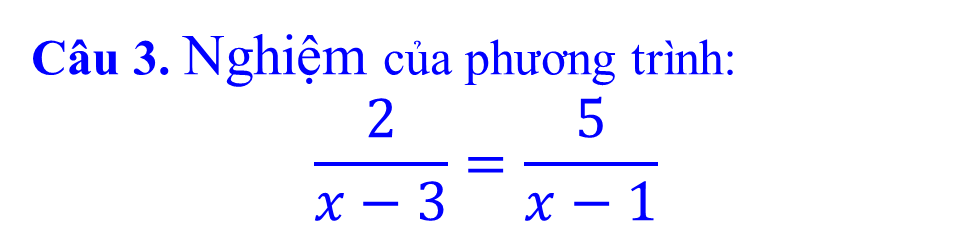 Câu 3. Nghiệm của phương trình:
2/(x − 3) = 5/(x − 1)